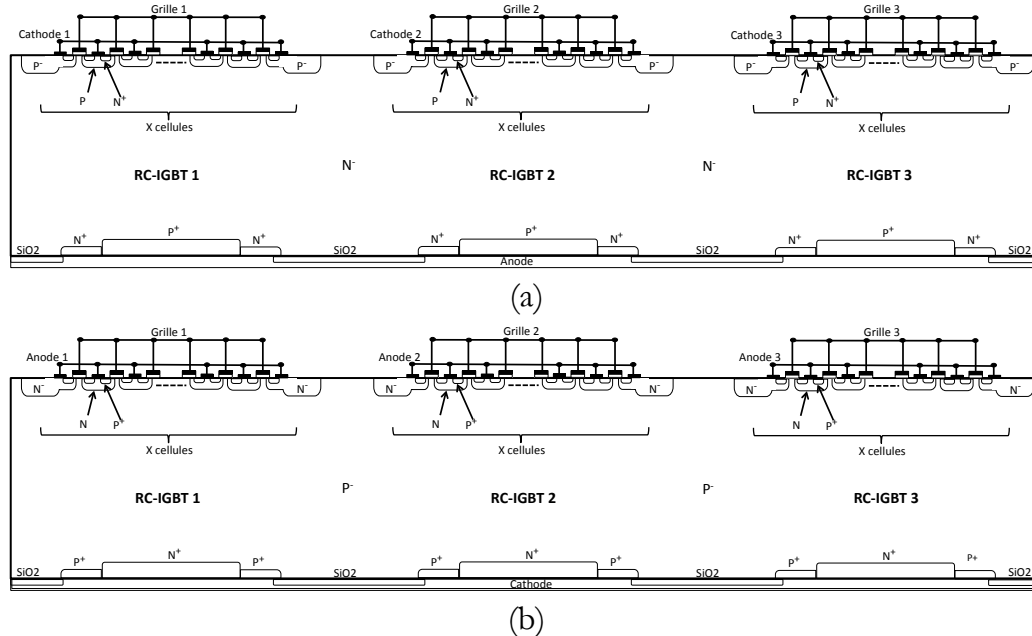 Grille 1 Grille 2 Grille 3
Cathode 1 Cathode 2 Cathode 3
P- P- P- P- P- P-
P N+ P N+ P N+
X cellules X cellules X cellules
N- N-
RC-IGBT 1 RC-IGBT 2 RC-IGBT 3
N+ P+ N+ N+ P+ N+ N+ P+ N+
SiO2 SiO2 SiO2 SiO2
Anode
(a)
Grille 1 Grille 2 Grille 3
Anode 1 Anode 2 Anode 3
N- N- N- N- N- N-
N P+ N P+ N P+
X cellules X cellules X cellules
P- P-
RC-IGBT 1 RC-IGBT 2 RC-IGBT 3
P+ N+ P+ P+ N+ P+ P+ N+ P+
SiO2 SiO2 SiO2 SiO2
Cathode
(b)